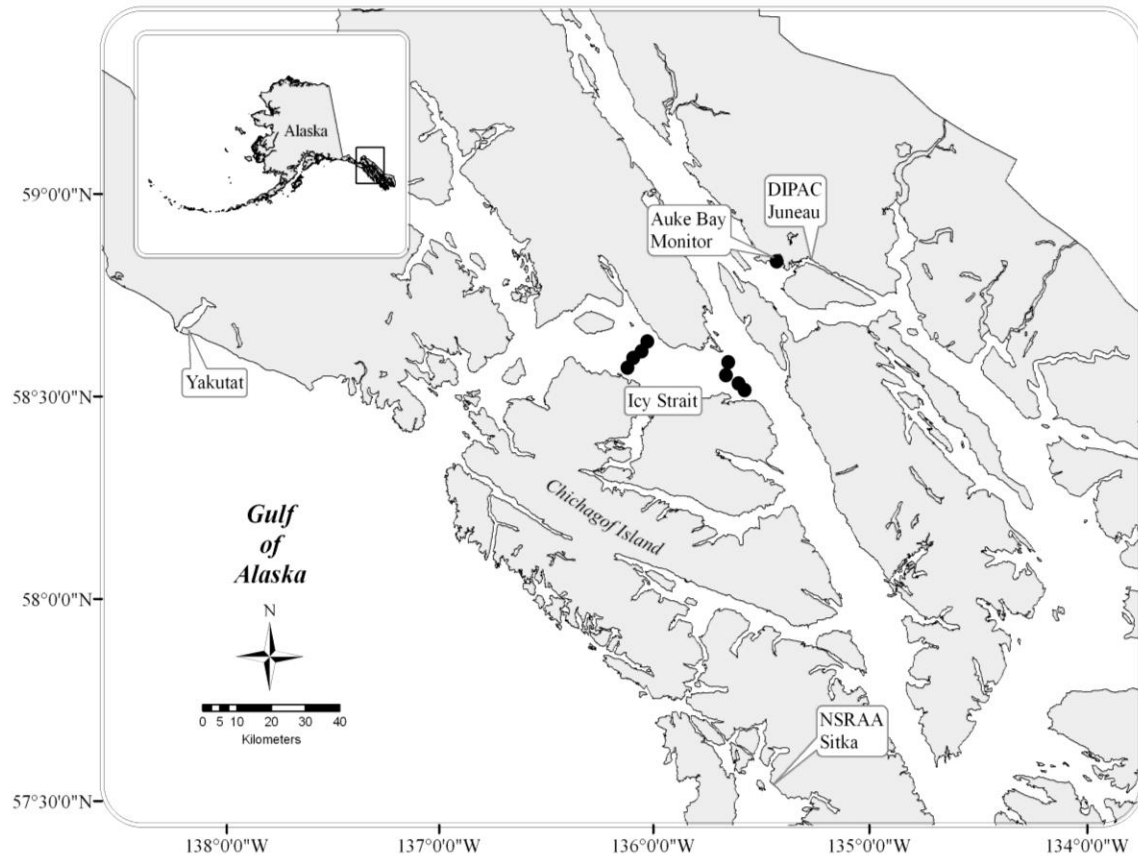 Alaska
59°0'0"N
58°30'0"N
58°0'0"N
57°30'0"N
DIPAC
Juneau
Auke Bay
Monitor
Yakutat
Icy Strait
Chichagof Island
Gulf
of
Alaska
N
0 5 10 20 30 40
Kilometers
NSRAA
Sitka
138°0'0"W 137°0'0"W 136°0'0"W 135°0'0"W 134°0'0"W